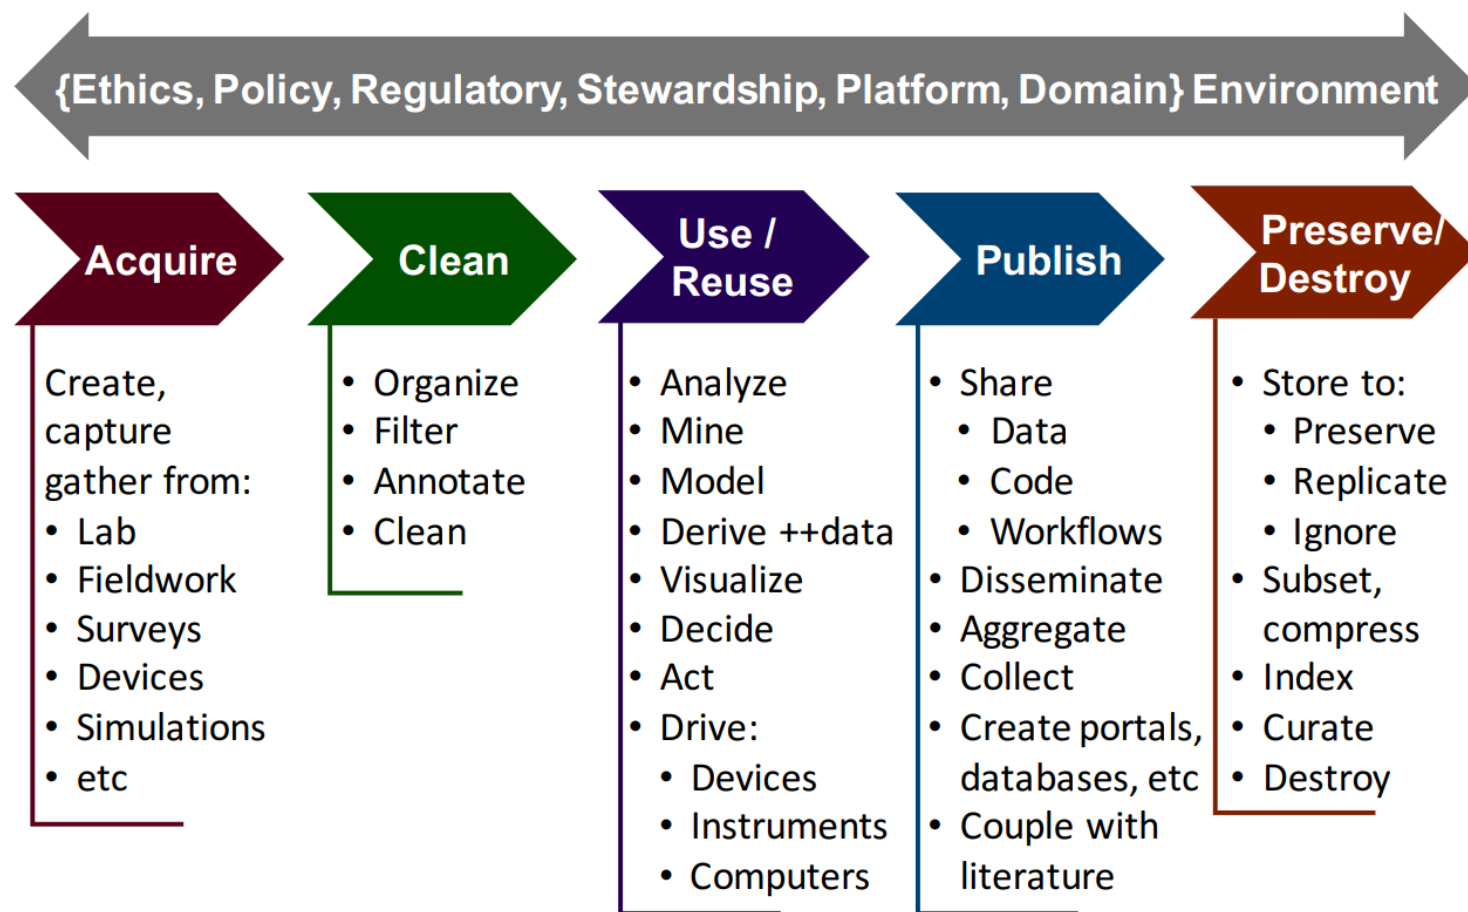 {Ethics, Policy, Regulatory, Stewardship, Platform, Domain} Environment
Acquire
Create,
capture
gather from:
• Lab
• Fieldwork
• Surveys
• Devices
• Simulations
• etc
Clean
• Organize
• Filter
• Annotate
• Clean
Use /
Reuse
• Analyze
• Mine
• Model
• Derive ++data
• Visualize
• Decide
• Act
• Drive:
• Devices
• Instruments
• Computers
Publish
• Share
• Data
• Code
• Workflows
• Disseminate
• Aggregate
• Collect
• Create portals,
databases, etc
• Couple with
literature
Preserve/
Destroy
• Store to:
• Preserve
• Replicate
• Ignore
• Subset,
compress
• Index
• Curate
• Destroy